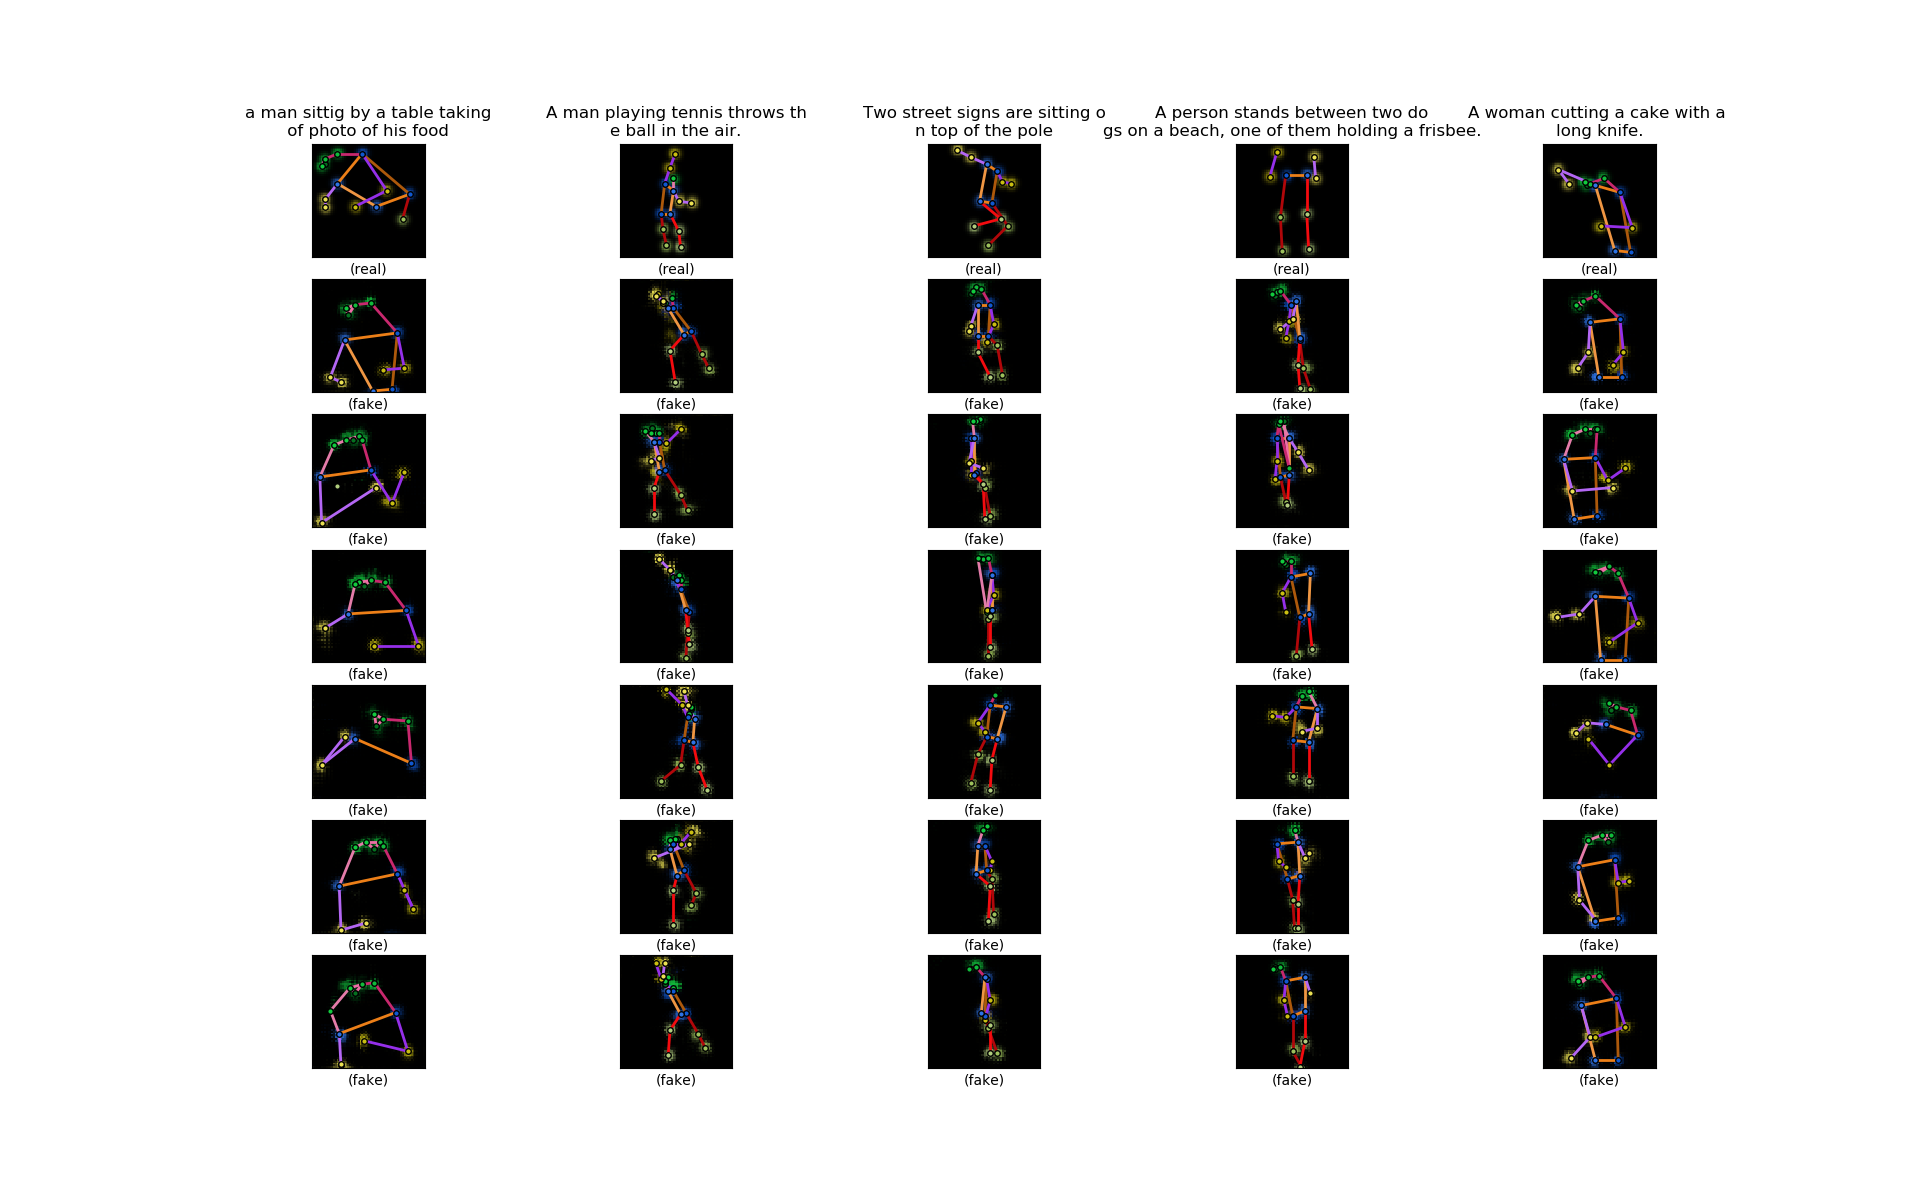 a man sittig by a table taking
of photo of his food
A man playing tennis throws th
e ball in the air.
Two street signs are sitting o
n top of the pole
A person stands between two do
gs on a beach, one of them holding a frisbee.
A woman cutting a cake with a
long knife.
(real) (real) (real) (real) (real)
(fake) (fake) (fake) (fake) (fake)
(fake) (fake) (fake) (fake) (fake)
(fake) (fake) (fake) (fake) (fake)
(fake) (fake) (fake) (fake) (fake)
(fake) (fake) (fake) (fake) (fake)
(fake) (fake) (fake) (fake) (fake)